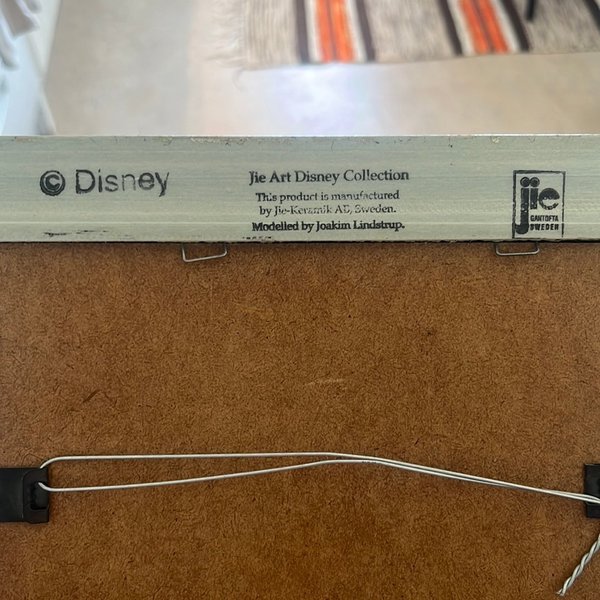 © Disney
Jie Art Disney Collection
This product is manufactured
by Jie-Keramik AB, Sweden.
Modelled by Joakim Lindstrup.
jie
GANTOFTA
SWEDEN